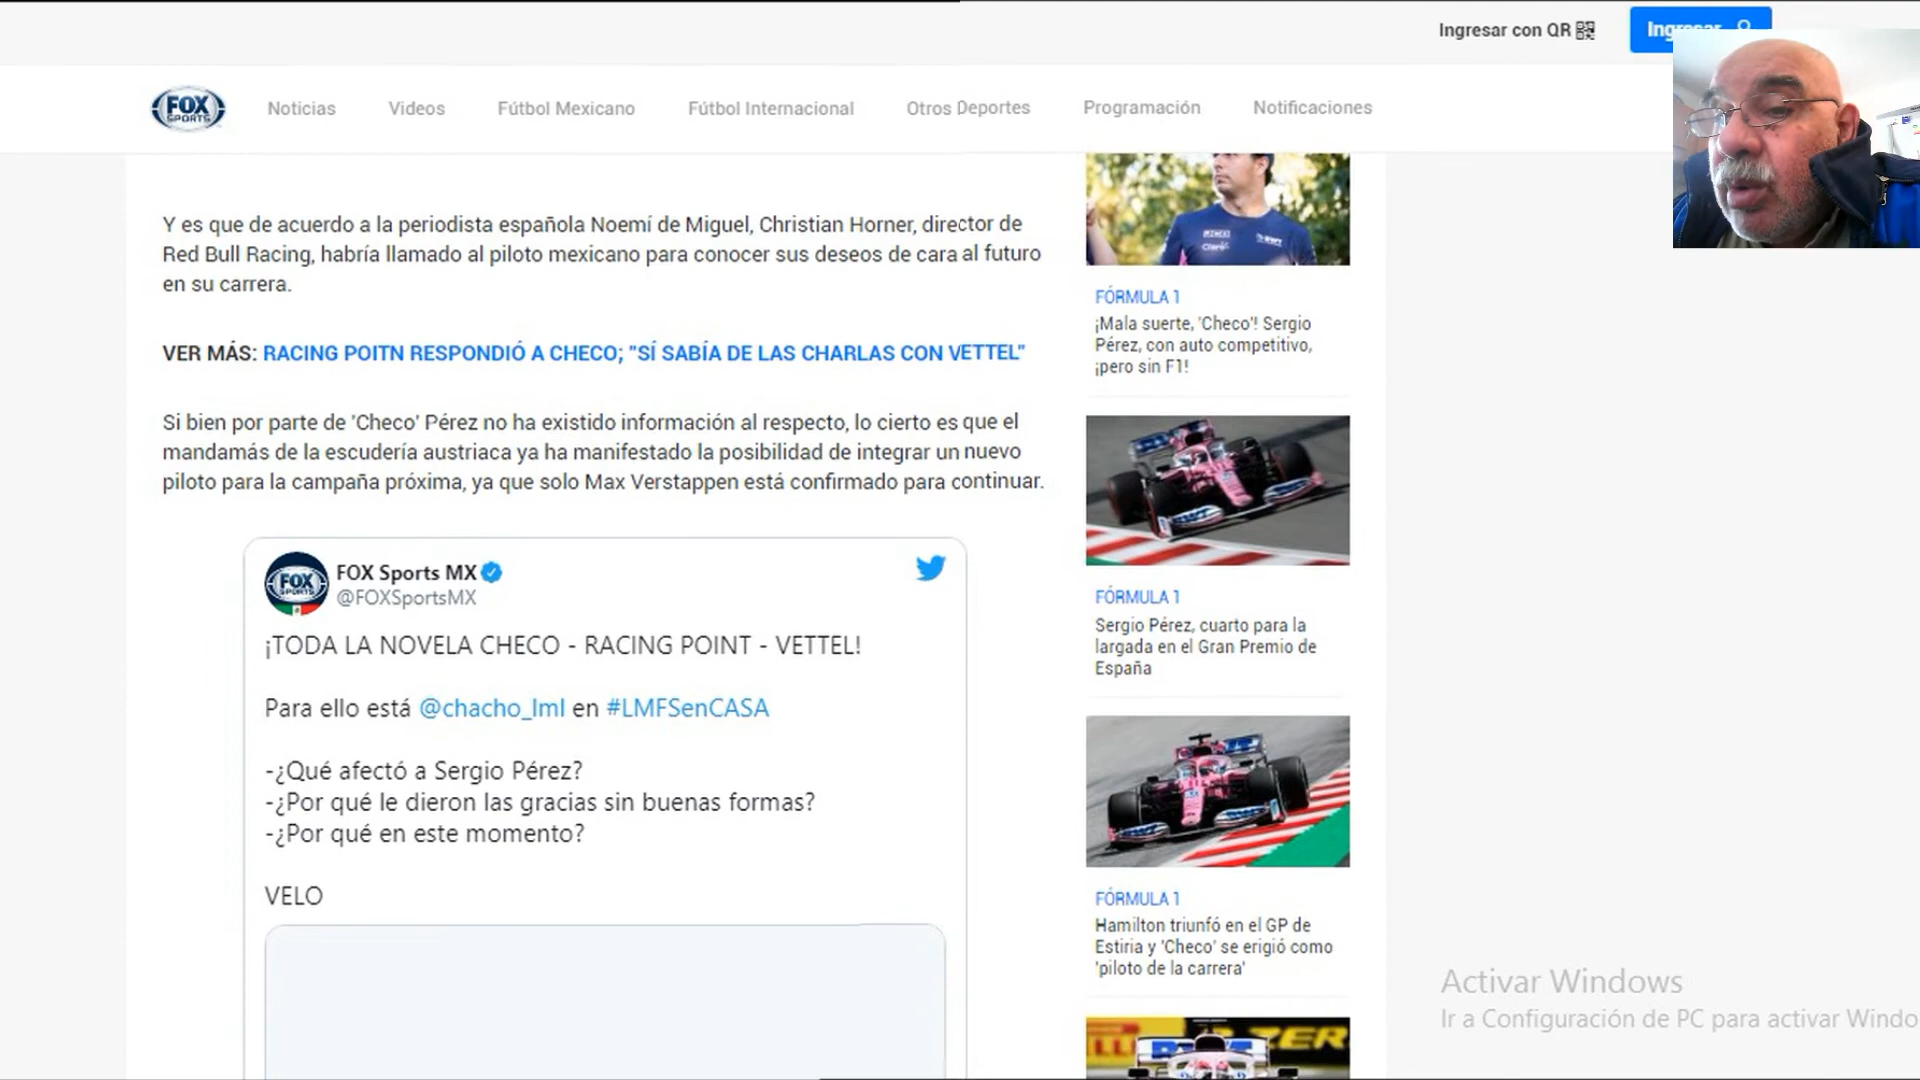 Ingresar con QR
Ingresar
FOX
SPORTS
Noticias
Videos
Fútbol Mexicano
Fútbol Internacional
Otros Deportes
Programación
Notificaciones
Y es que de acuerdo a la periodista española Noemí de Miguel, Christian Horner, director de
Red Bull Racing, habría llamado al piloto mexicano para conocer sus deseos de cara al futuro
en su carrera.
VER MÁS: RACING POITN RESPONDIÓ A CHECO; "SÍ SABÍA DE LAS CHARLAS CON VETTEL"
Si bien por parte de 'Checo' Pérez no ha existido información al respecto, lo cierto es que el
mandamás de la escudería austriaca ya ha manifestado la posibilidad de integrar un nuevo
piloto para la campaña próxima, ya que solo Max Verstappen está confirmado para continuar.
FOX
SPORTS
FOX Sports MX
@FOXSportsMX
¡TODA LA NOVELA CHECO - RACING POINT - VETTEL!
Para ello está @chacho_lml en #LMFSenCASA
-¿Qué afectó a Sergio Pérez?
-¿Por qué le dieron las gracias sin buenas formas?
-¿Por qué en este momento?
VELO
FÓRMULA 1
¡Mala suerte, 'Checo'! Sergio
Pérez, con auto competitivo,
¡pero sin F1!
FÓRMULA 1
Sergio Pérez, cuarto para la
largada en el Gran Premio de
España
FÓRMULA 1
Hamilton triunfó en el GP de
Estiria y 'Checo' se erigió como
'piloto de la carrera'
Activar Windows
Ir a Configuración de PC para activar Windo